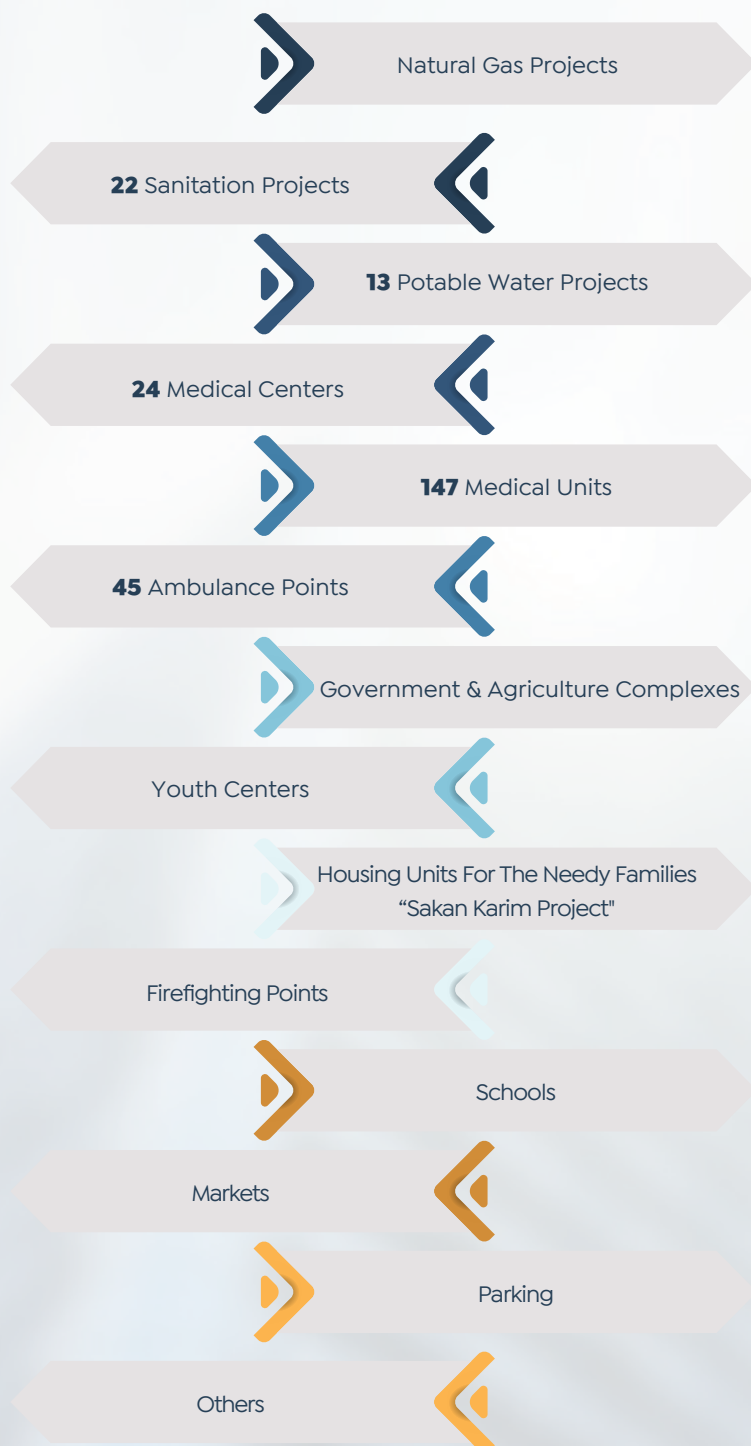 Natural Gas Projects
22 Sanitation Projects
13 Potable Water Projects
24 Medical Centers
147 Medical Units
45 Ambulance Points
Government & Agriculture Complexes
Youth Centers
Housing Units For The Needy Families
“Sakan Karim Project"
Firefighting Points
Schools
Markets
Parking
Others